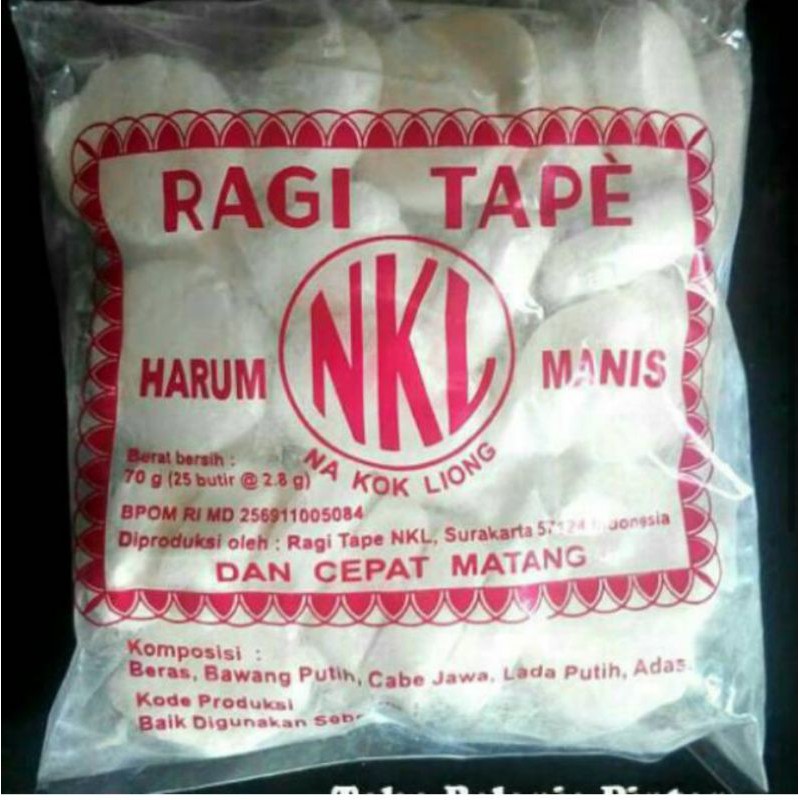 RAGI TAPÈ
HARUM NKL MANIS
NA KOK LIONG
Berat bersih :
70 g (25 butir @ 2.8 g)
BPOM RI MD 256911005084
Diproduksi oleh : Ragi Tape NKL, Surakarta 57124 Indonesia
DAN CEPAT MATANG
Komposisi :
Beras, Bawang Putih, Cabe Jawa, Lada Putih, Adas.
Kode Produksi
Baik Digunakan